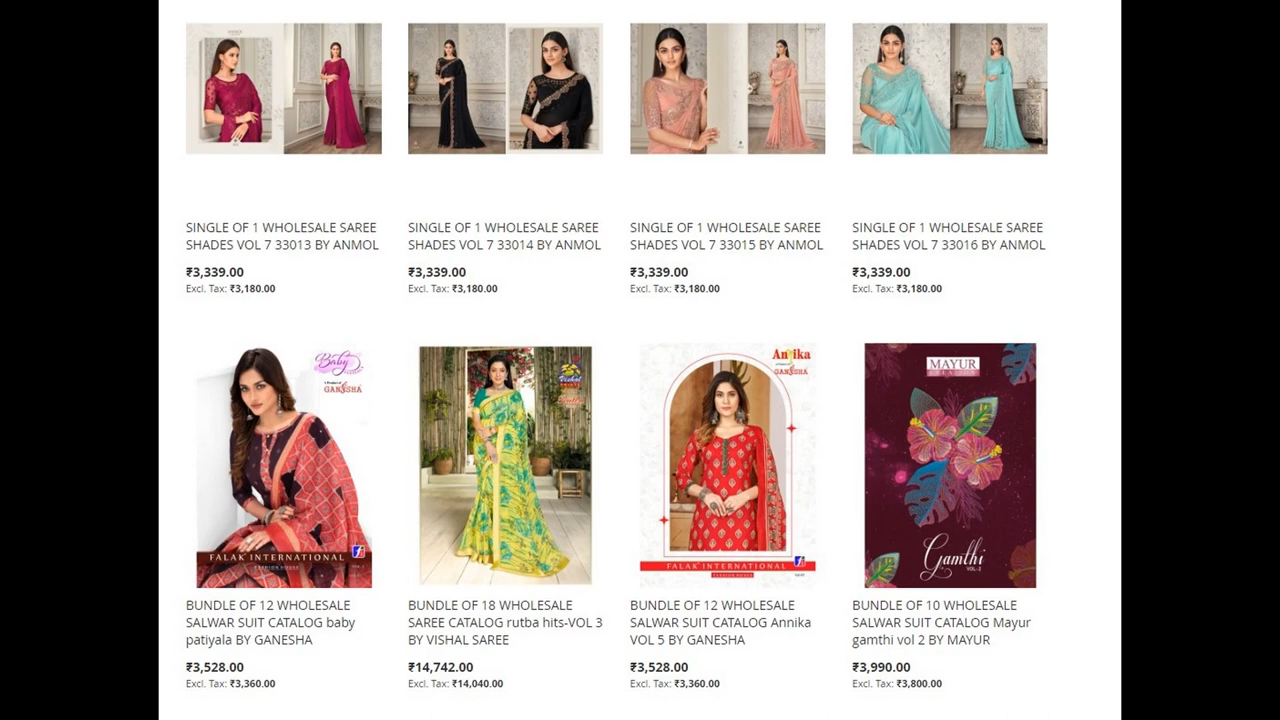 SINGLE OF 1 WHOLESALE SAREE
SHADES VOL 7 33013 BY ANMOL
₹3,339.00
Excl. Tax: ₹3,180.00
SINGLE OF 1 WHOLESALE SAREE
SHADES VOL 7 33014 BY ANMOL
₹3,339.00
Excl. Tax: ₹3,180.00
SINGLE OF 1 WHOLESALE SAREE
SHADES VOL 7 33015 BY ANMOL
₹3,339.00
Excl. Tax: ₹3,180.00
SINGLE OF 1 WHOLESALE SAREE
SHADES VOL 7 33016 BY ANMOL
₹3,339.00
Excl. Tax: ₹3,180.00
Baby
A Product of
GANESHA
FALAK INTERNATIONAL
FASHION HOUSE
BUNDLE OF 12 WHOLESALE
SALWAR SUIT CATALOG baby
patiyala BY GANESHA
₹3,528.00
Excl. Tax: ₹3,360.00
Vishal
PRINTS
BUNDLE OF 18 WHOLESALE
SAREE CATALOG rutba hits-VOL 3
BY VISHAL SAREE
₹14,742.00
Excl. Tax: ₹14,040.00
Annika
GANESHA
FALAK INTERNATIONAL
FASHION HOUSE
BUNDLE OF 12 WHOLESALE
SALWAR SUIT CATALOG Annika
VOL 5 BY GANESHA
₹3,528.00
Excl. Tax: ₹3,360.00
MAYUR
CREATION
Gamthi
VOL-2
BUNDLE OF 10 WHOLESALE
SALWAR SUIT CATALOG Mayur
gamthi vol 2 BY MAYUR
₹3,990.00
Excl. Tax: ₹3,800.00